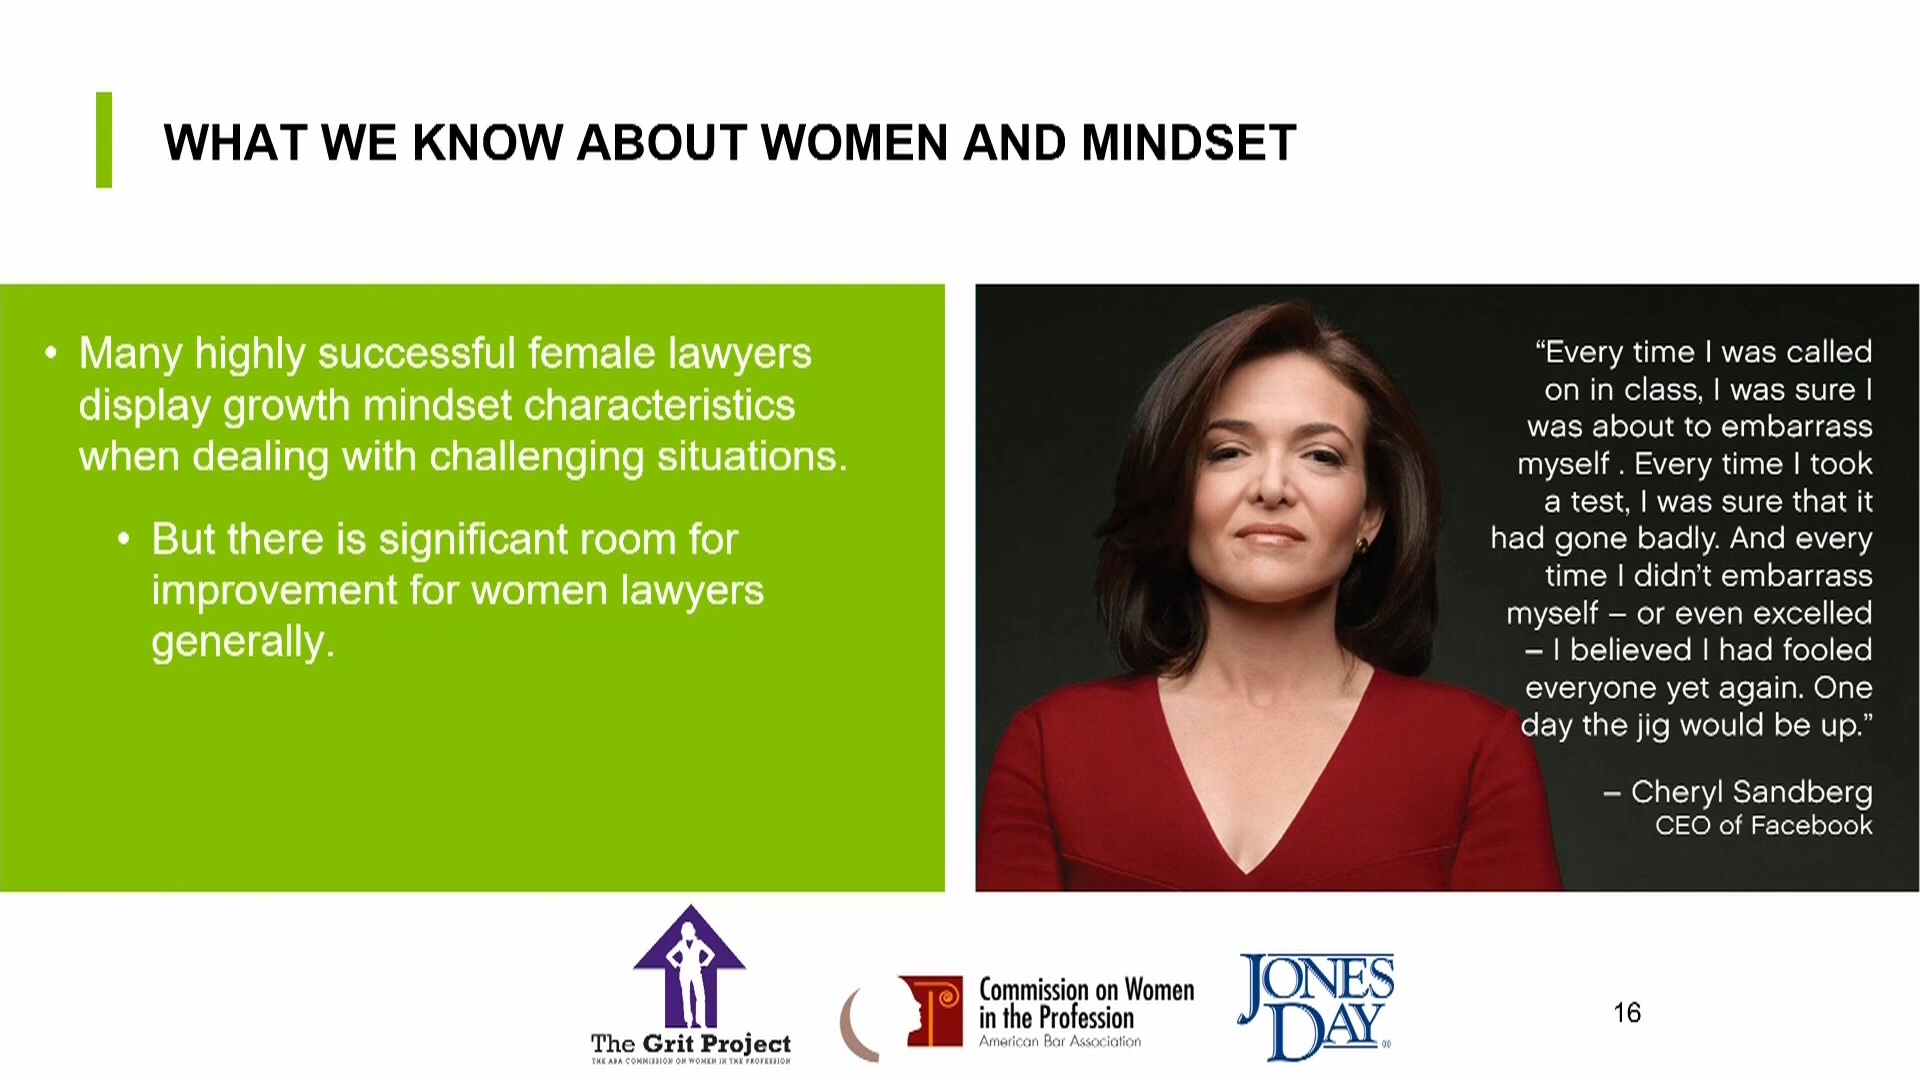 WHAT WE KNOW ABOUT WOMEN AND MINDSET
• Many highly successful female lawyers
display growth mindset characteristics
when dealing with challenging situations.
• But there is significant room for
improvement for women lawyers
generally.
“Every time I was called
on in class, I was sure I
was about to embarrass
myself . Every time I took
a test, I was sure that it
had gone badly. And every
time I didn’t embarrass
myself – or even excelled
– I believed I had fooled
everyone yet again. One
day the jig would be up.”
– Cheryl Sandberg
CEO of Facebook
The Grit Project
THE ABA COMMISSION ON WOMEN IN THE PROFESSION
Commission on Women
in the Profession
American Bar Association
JONES
DAY
16